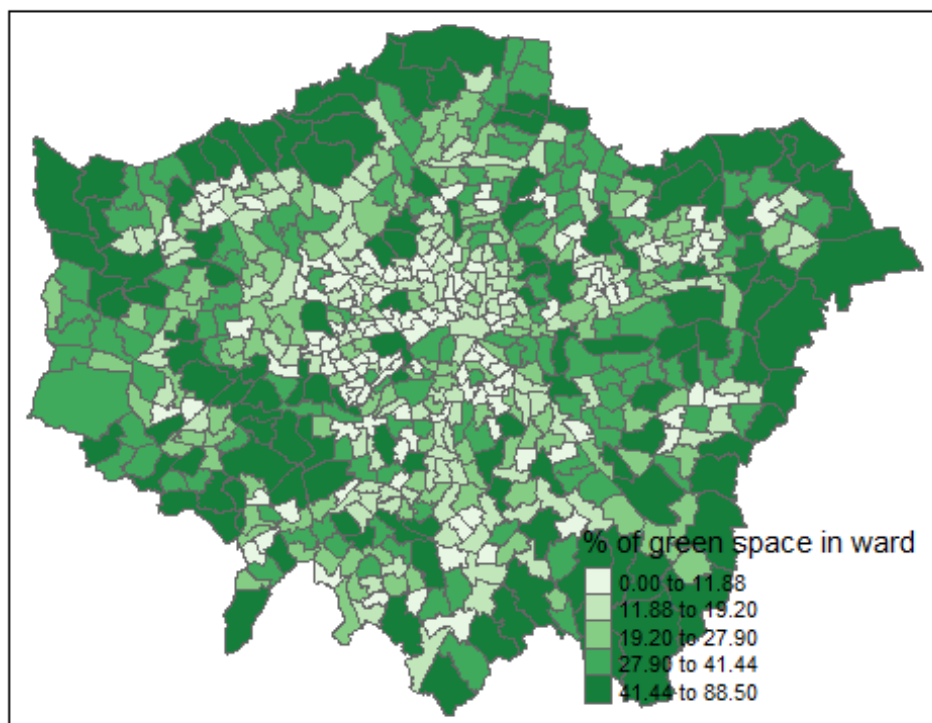 % of green space in ward
0.00 to 11.88
11.88 to 19.20
19.20 to 27.90
27.90 to 41.44
41.44 to 88.50